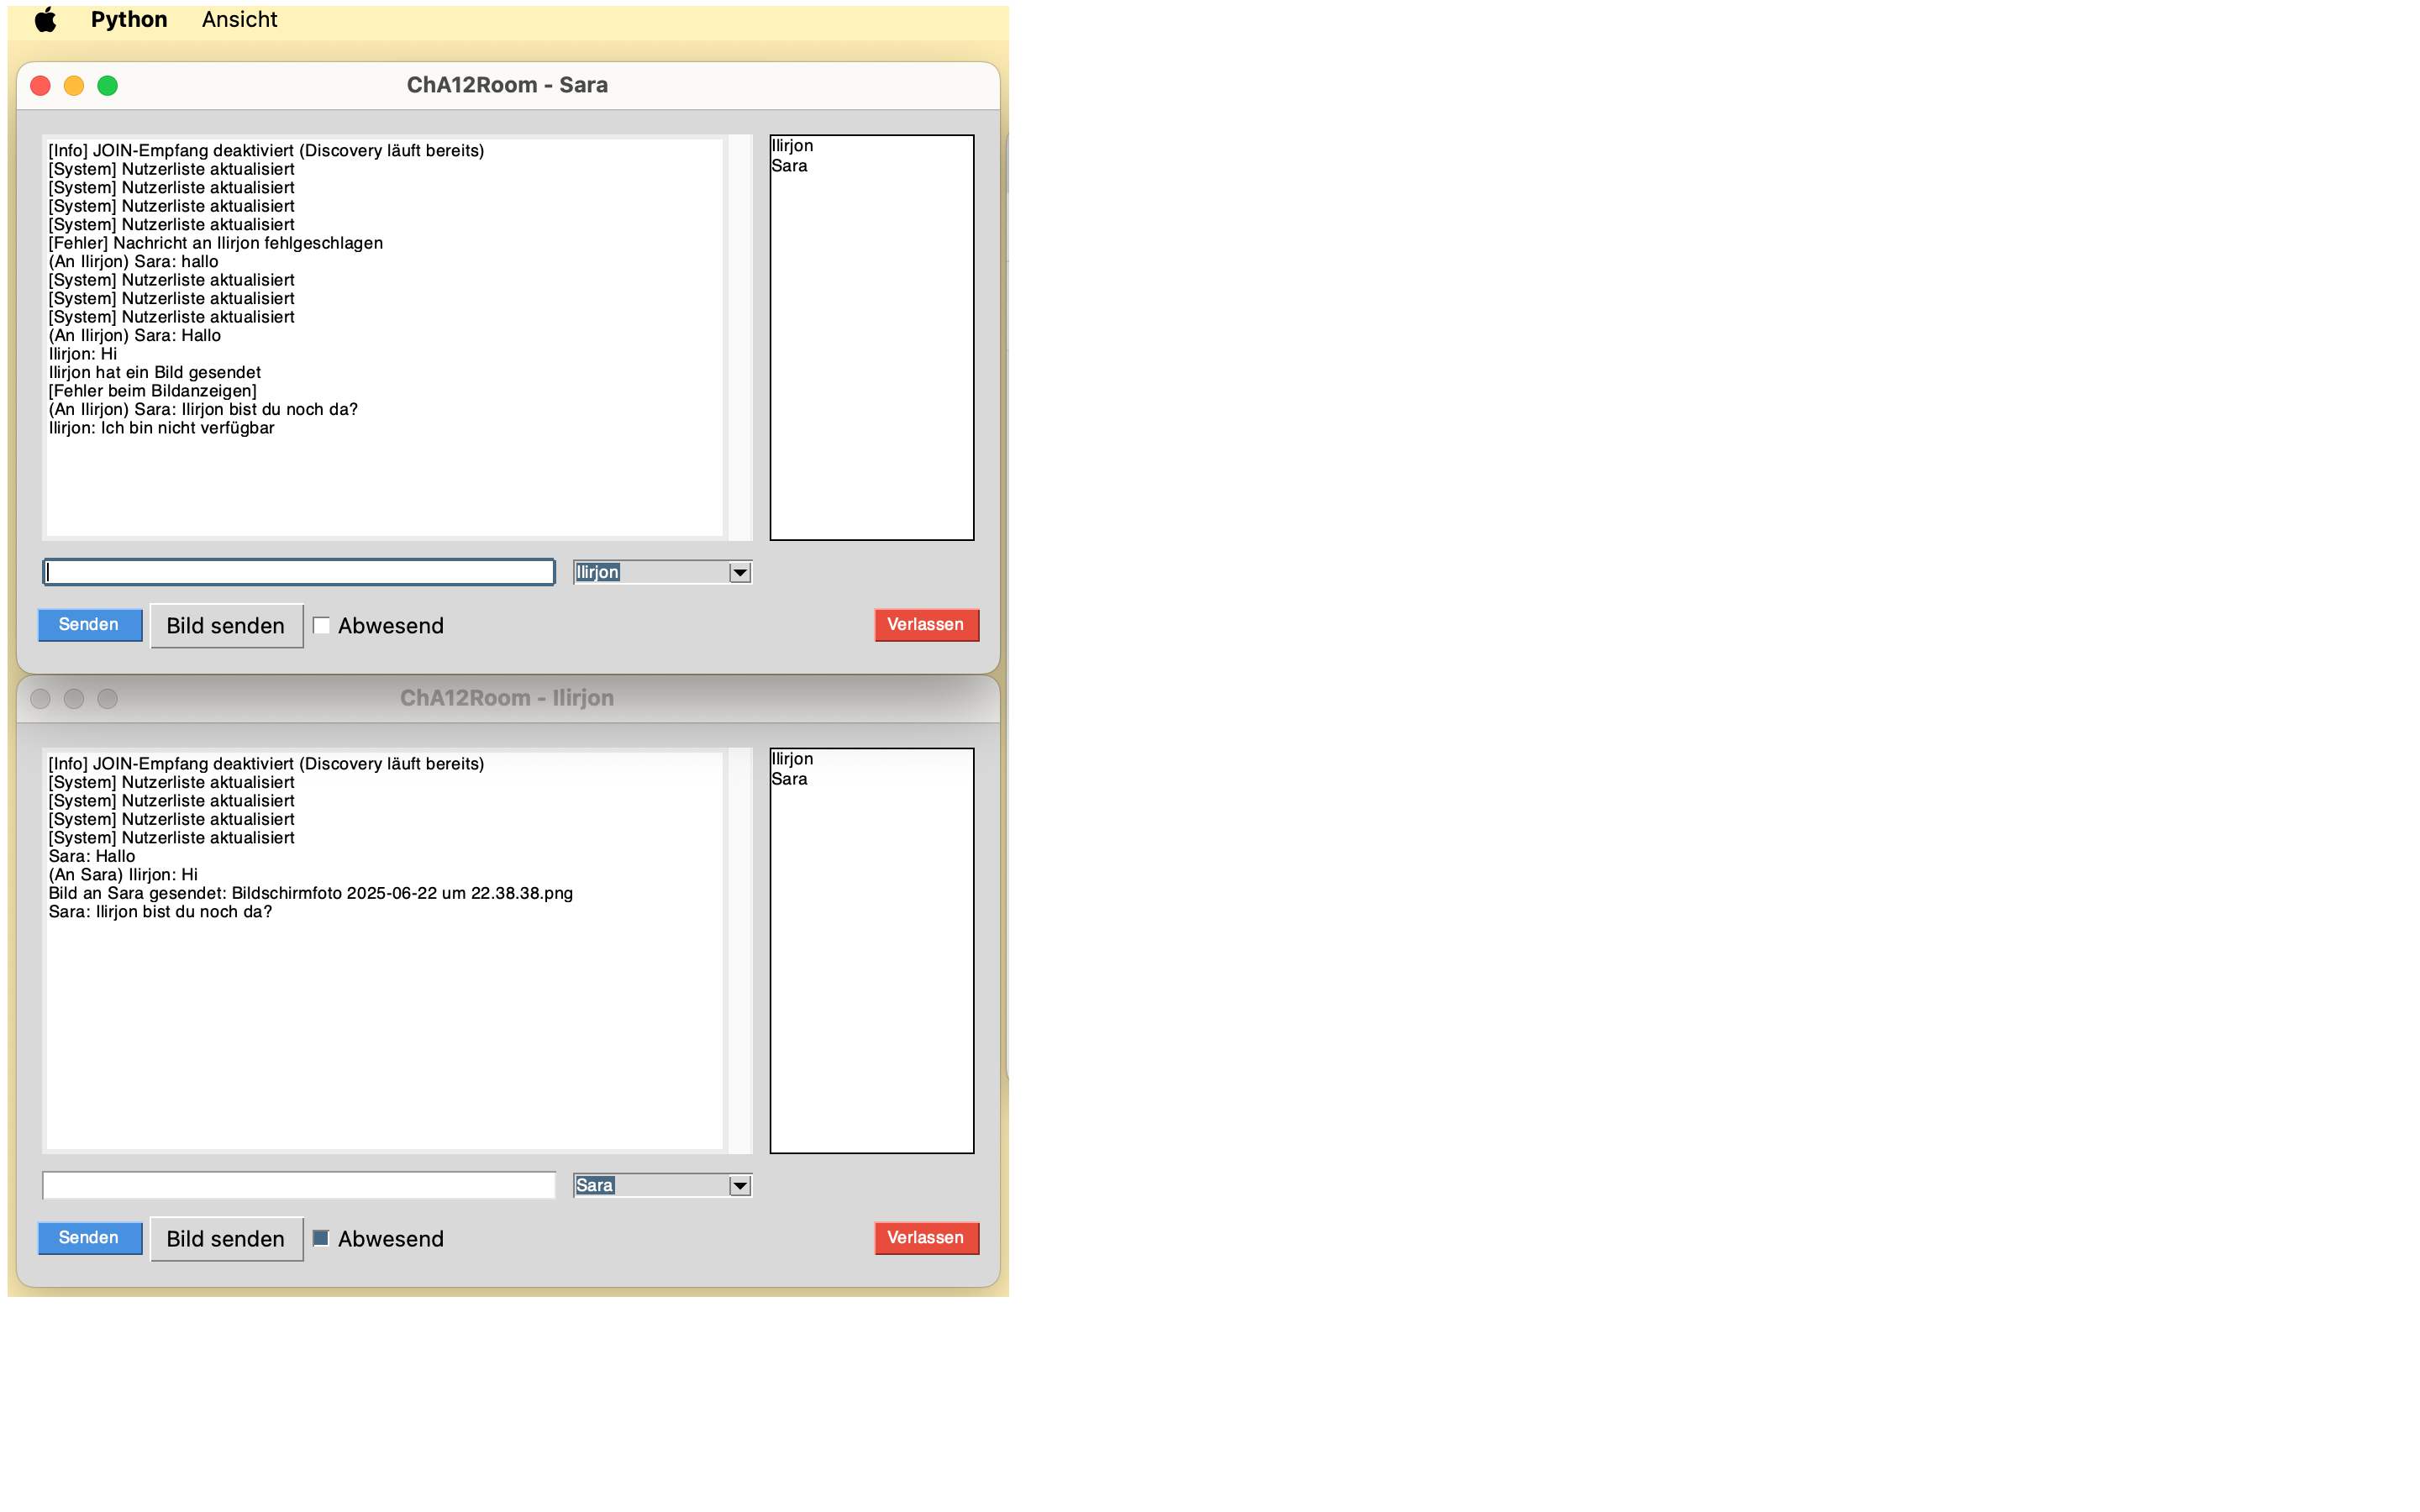 Python Ansicht
ChA12Room - Sara
[Info] JOIN-Empfang deaktiviert (Discovery läuft bereits)
[System] Nutzerliste aktualisiert
[System] Nutzerliste aktualisiert
[System] Nutzerliste aktualisiert
[System] Nutzerliste aktualisiert
[Fehler] Nachricht an Ilirjon fehlgeschlagen
(An Ilirjon) Sara: hallo
[System] Nutzerliste aktualisiert
[System] Nutzerliste aktualisiert
[System] Nutzerliste aktualisiert
(An Ilirjon) Sara: Hallo
Ilirjon: Hi
Ilirjon hat ein Bild gesendet
[Fehler beim Bildanzeigen]
(An Ilirjon) Sara: Ilirjon bist du noch da?
Ilirjon: Ich bin nicht verfügbar
Ilirjon
Sara
Ilirjon
Senden Bild senden Abwesend Verlassen
ChA12Room - Ilirjon
[Info] JOIN-Empfang deaktiviert (Discovery läuft bereits)
[System] Nutzerliste aktualisiert
[System] Nutzerliste aktualisiert
[System] Nutzerliste aktualisiert
[System] Nutzerliste aktualisiert
Sara: Hallo
(An Sara) Ilirjon: Hi
Bild an Sara gesendet: Bildschirmfoto 2025-06-22 um 22.38.38.png
Sara: Ilirjon bist du noch da?
Ilirjon
Sara
Sara
Senden Bild senden Abwesend Verlassen